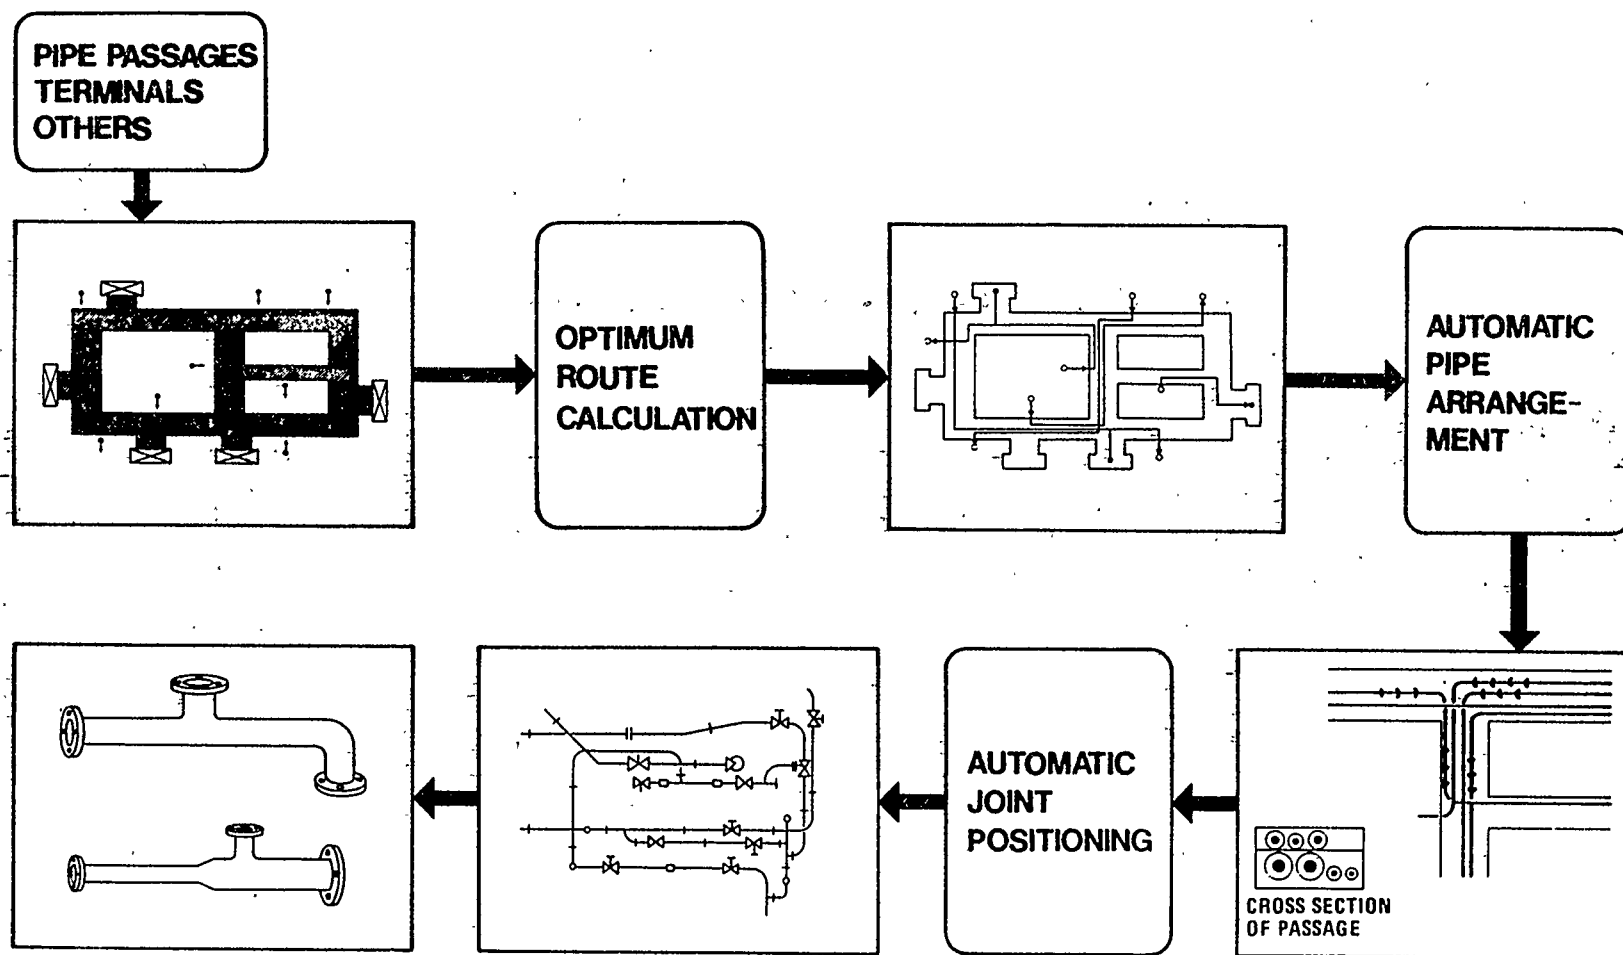 PIPE PASSAGES
TERMINALS
OTHERS
OPTIMUM
ROUTE
CALCULATION
AUTOMATIC
PIPE
ARRANGE-
MENT
AUTOMATIC
JOINT
POSITIONING
CROSS SECTION
OF PASSAGE